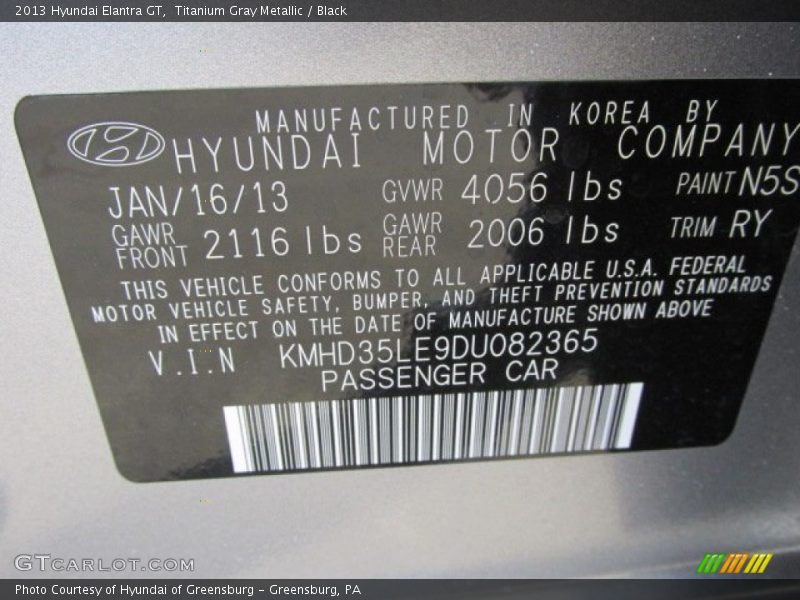 2013 Hyundai Elantra GT, Titanium Gray Metallic / Black
MANUFACTURED IN KOREA BY
HYUNDAI MOTOR COMPANY
JAN/16/13 GVWR 4056 lbs PAINT N5S
GAWR FRONT 2116 lbs GAWR REAR 2006 lbs TRIM RY
THIS VEHICLE CONFORMS TO ALL APPLICABLE U.S.A. FEDERAL
MOTOR VEHICLE SAFETY, BUMPER, AND THEFT PREVENTION STANDARDS
IN EFFECT ON THE DATE OF MANUFACTURE SHOWN ABOVE
V.I.N KMHD35LE9DU082365
PASSENGER CAR
GTCARLOT.COM
Photo Courtesy of Hyundai of Greensburg - Greensburg, PA